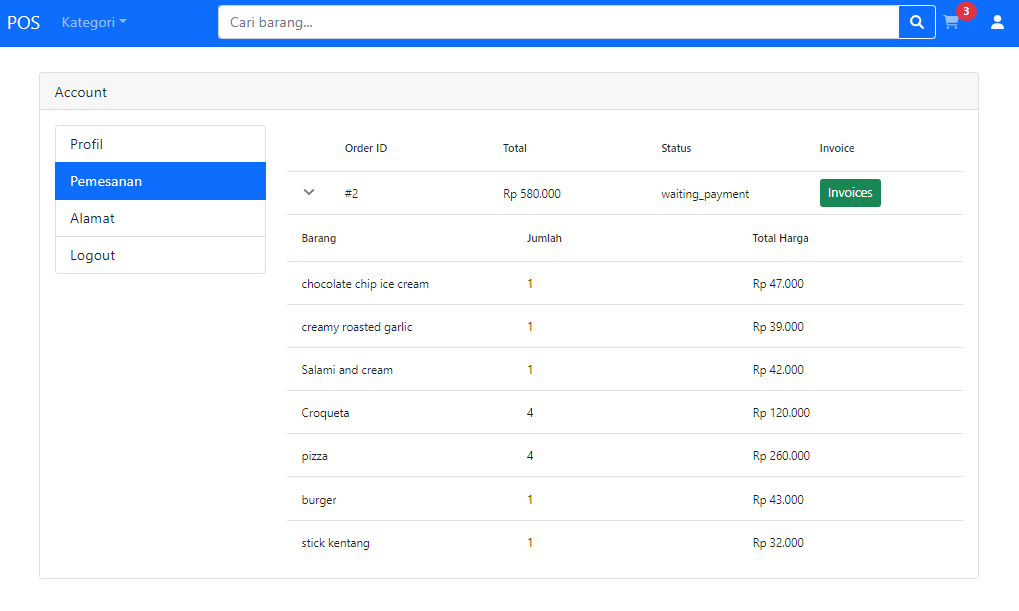 POS Kategori Cari barang... 3
Account
Profil
Pemesanan
Alamat
Logout
Order ID Total Status Invoice
#2 Rp 580.000 waiting_payment Invoices
Barang Jumlah Total Harga
chocolate chip ice cream 1 Rp 47.000
creamy roasted garlic 1 Rp 39.000
Salami and cream 1 Rp 42.000
Croqueta 4 Rp 120.000
pizza 4 Rp 260.000
burger 1 Rp 43.000
stick kentang 1 Rp 32.000